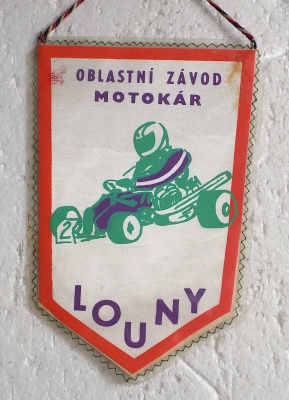 OBLASTNÍ ZÁVOD
MOTOKÁR
2
LOUNY